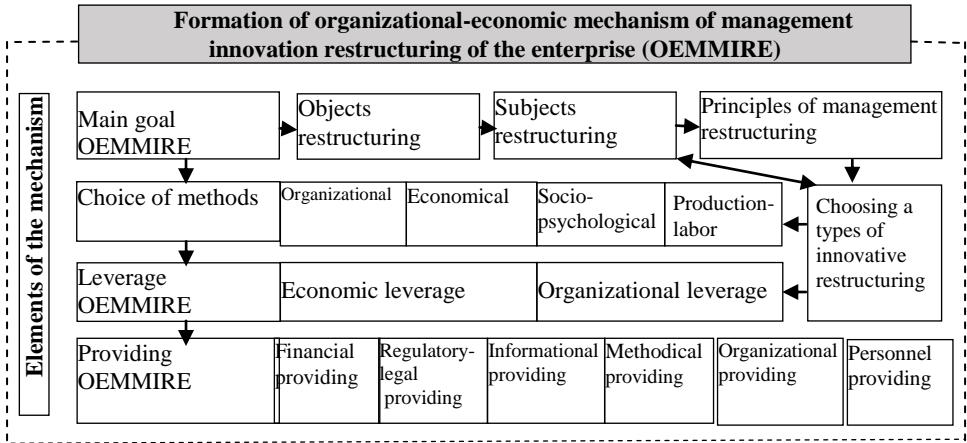 Formation of organizational-economic mechanism of management
innovation restructuring of the enterprise (OEMMIRE)
Elements of the mechanism
Main goal
OEMMIRE
Objects
restructuring
Subjects
restructuring
Principles of management
restructuring
Choice of methods
Organizational
Economical
Socio-
psychological
Production-
labor
Choosing a
types of
innovative
restructuring
Leverage
OEMMIRE
Economic leverage
Organizational leverage
Providing
OEMMIRE
Financial
providing
Regulatory-
legal
providing
Informational
providing
Methodical
providing
Organizational
providing
Personnel
providing